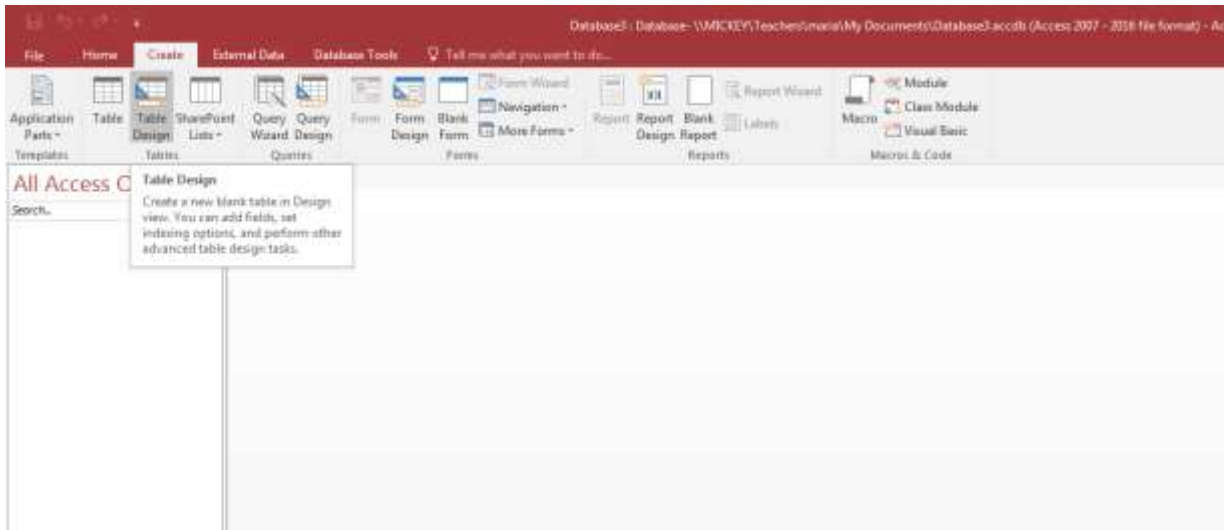 Database3 : Database- \\MICKEY\Teachers\maria\My Documents\Database3.accdb (Access 2007 - 2016 file format) - Ac
File Home Create External Data Database Tools Tell me what you want to do...
Application Parts Table Table Design SharePoint Lists Query Wizard Query Design Form Form Design Blank Form Form Wizard Navigation More Forms Report Report Design Blank Report Report Wizard Labels Macro Module Class Module Visual Basic
Templates Tables Queries Forms Reports Macros & Code
All Access O
Search...
Table Design
Create a new blank table in Design
view. You can add fields, set
indexing options, and perform other
advanced table design tasks.